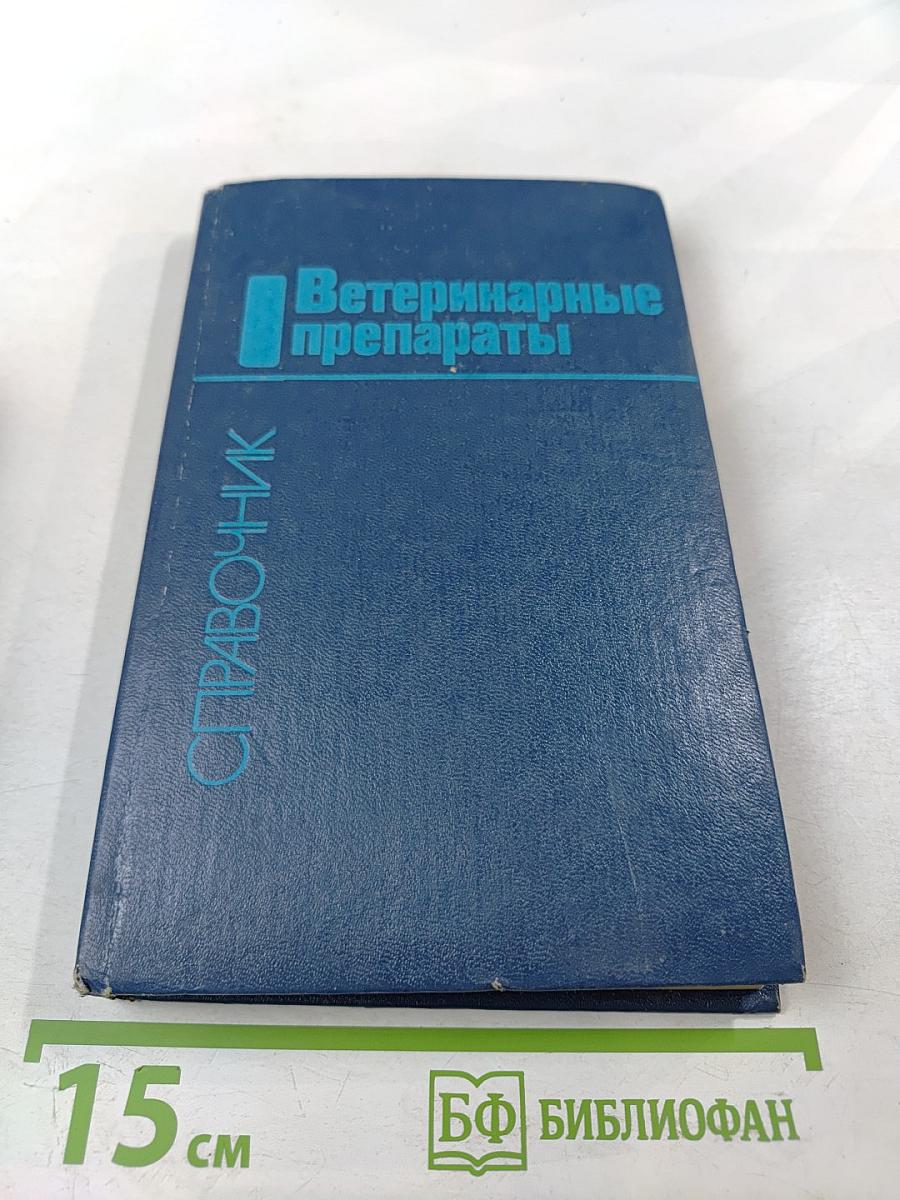 Ветеринарные
препараты
СПРАВОЧНИК
15 см
БФ БИБЛИОФАН